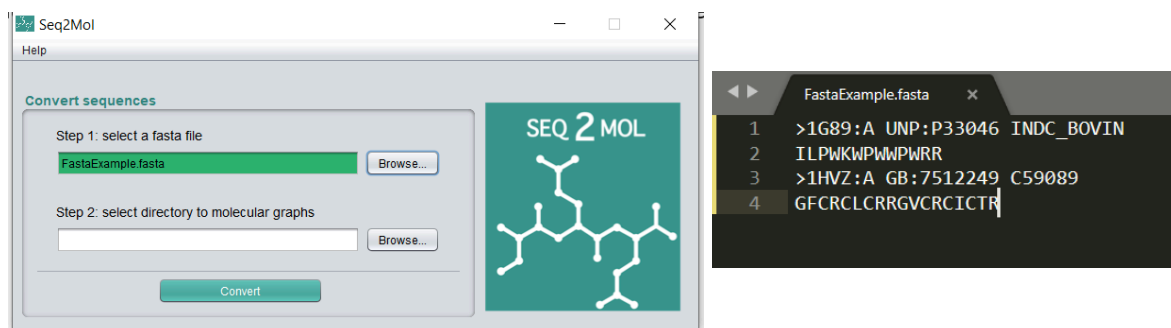 Seq2Mol
Help
Convert sequences
Step 1: select a fasta file
FastaExample.fasta
Browse...
Step 2: select directory to molecular graphs
Browse...
Convert
SEQ 2 MOL
FastaExample.fasta
1 >1G89:A UNP:P33046 INDC_BOVIN
2 ILPWKWPWWPWRR
3 >1HVZ:A GB:7512249 C59089
4 GFCRCLCRRGVCRCICTR